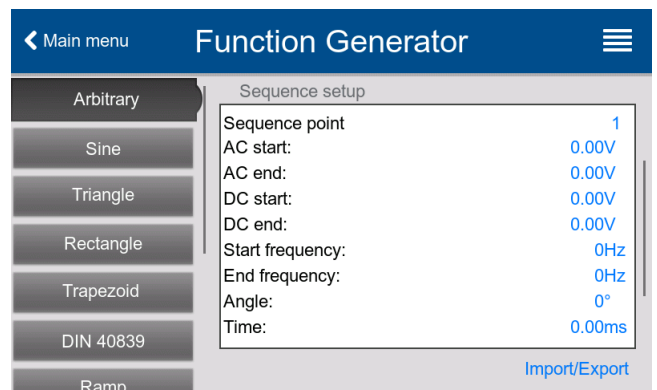 Main menu
Function Generator
Arbitrary
Sine
Triangle
Rectangle
Trapezoid
DIN 40839
Ramp
Sequence setup
Sequence point 1
AC start: 0.00V
AC end: 0.00V
DC start: 0.00V
DC end: 0.00V
Start frequency: 0Hz
End frequency: 0Hz
Angle: 0°
Time: 0.00ms
Import/Export